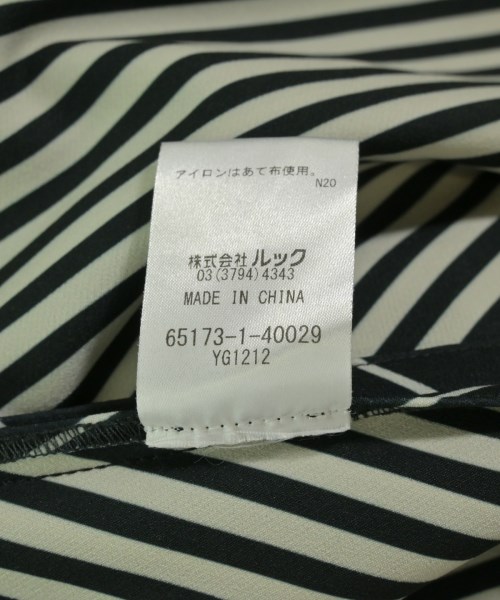 アイロンはあて布使用。
N20
株式会社 ルック
03(3794)4343
MADE IN CHINA
65173-1-40029
YG1212